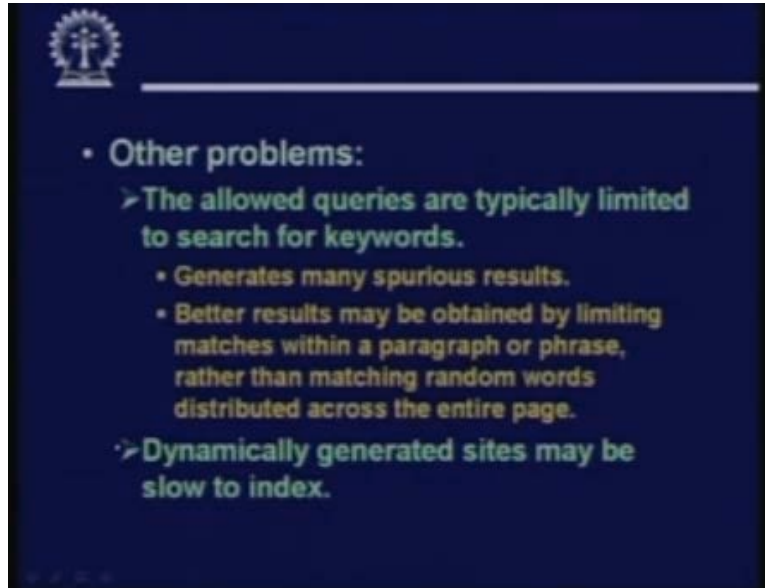 • Other problems:
➢The allowed queries are typically limited
to search for keywords.
▪ Generates many spurious results.
▪ Better results may be obtained by limiting
matches within a paragraph or phrase,
rather than matching random words
distributed across the entire page.
➢Dynamically generated sites may be
slow to index.